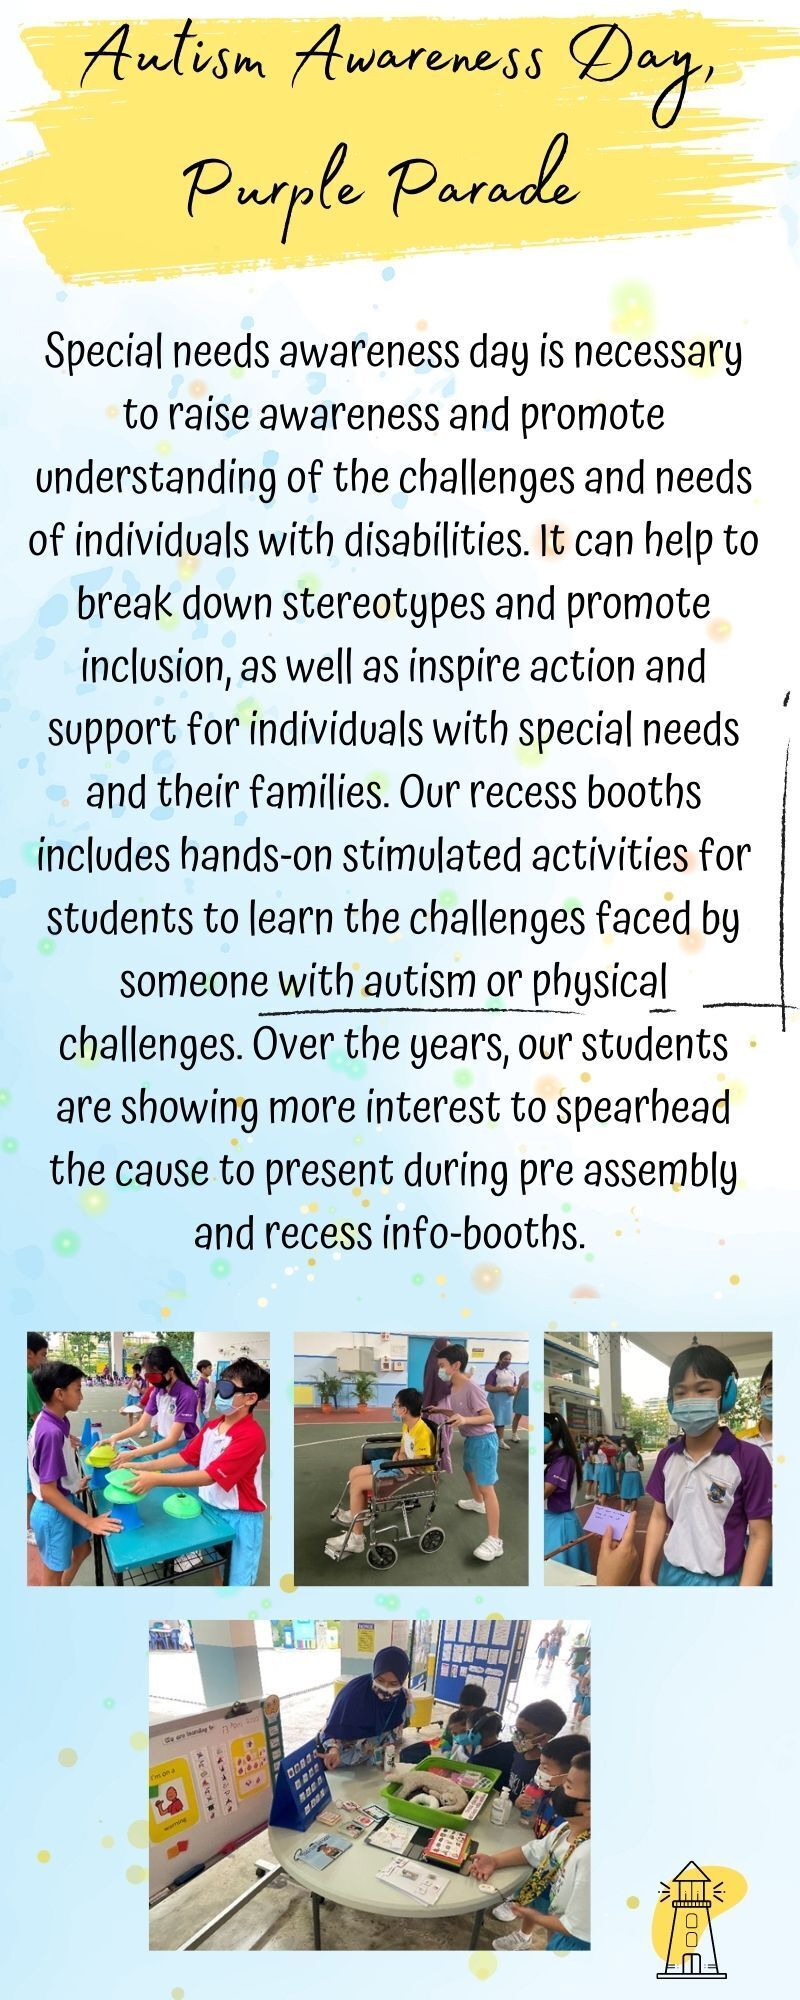 Autism Awareness Day,
Purple Parade
Special needs awareness day is necessary
to raise awareness and promote
understanding of the challenges and needs
of individuals with disabilities. It can help to
break down stereotypes and promote
inclusion, as well as inspire action and
support for individuals with special needs
and their families. Our recess booths
includes hands-on stimulated activities for
students to learn the challenges faced by
someone with autism or physical
challenges. Over the years, our students
are showing more interest to spearhead
the cause to present during pre assembly
and recess info-booths.
We are learning
I'm on a
warning